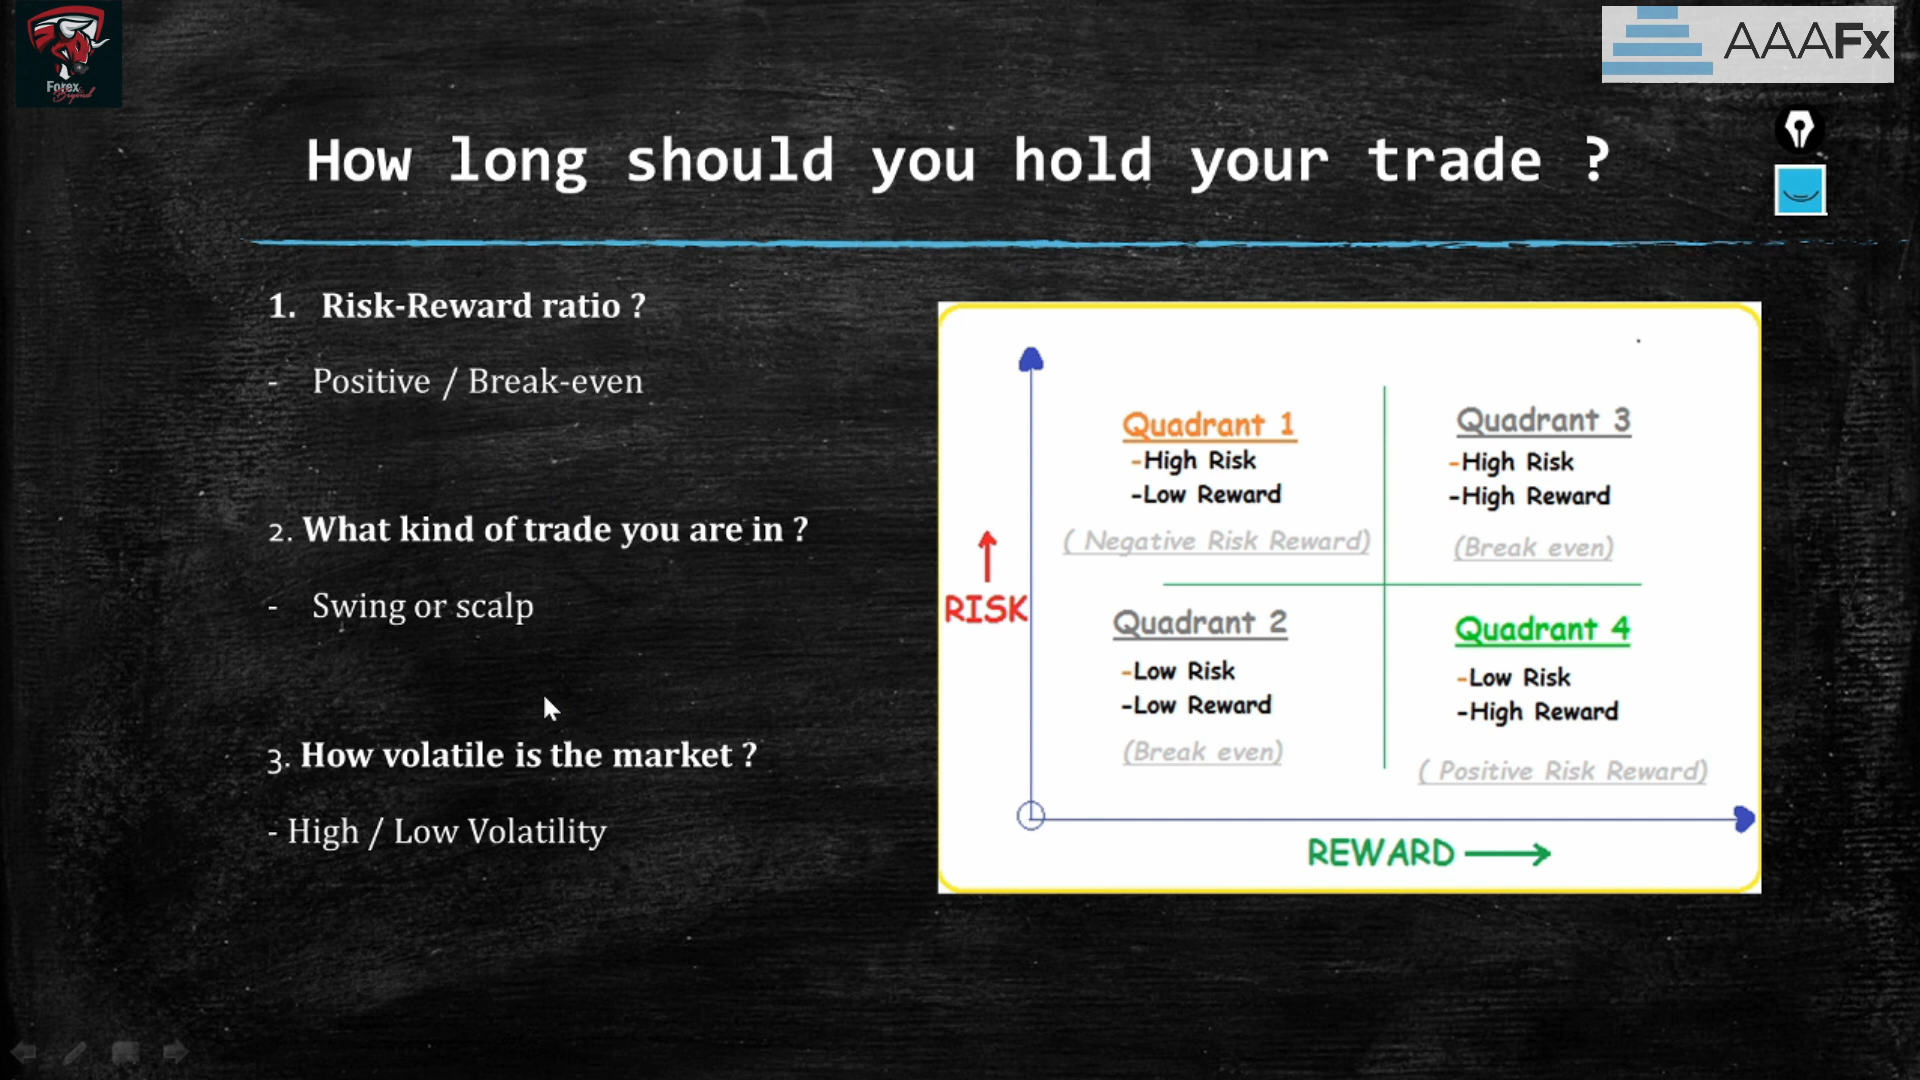 Forex
Beyond
AAAFx
How long should you hold your trade ?
1. Risk-Reward ratio ?
- Positive / Break-even
2. What kind of trade you are in ?
- Swing or scalp
3. How volatile is the market ?
- High / Low Volatility
Quadrant 1
-High Risk
-Low Reward
( Negative Risk Reward)
Quadrant 3
-High Risk
-High Reward
(Break even)
RISK
Quadrant 2
-Low Risk
-Low Reward
(Break even)
Quadrant 4
-Low Risk
-High Reward
( Positive Risk Reward)
REWARD